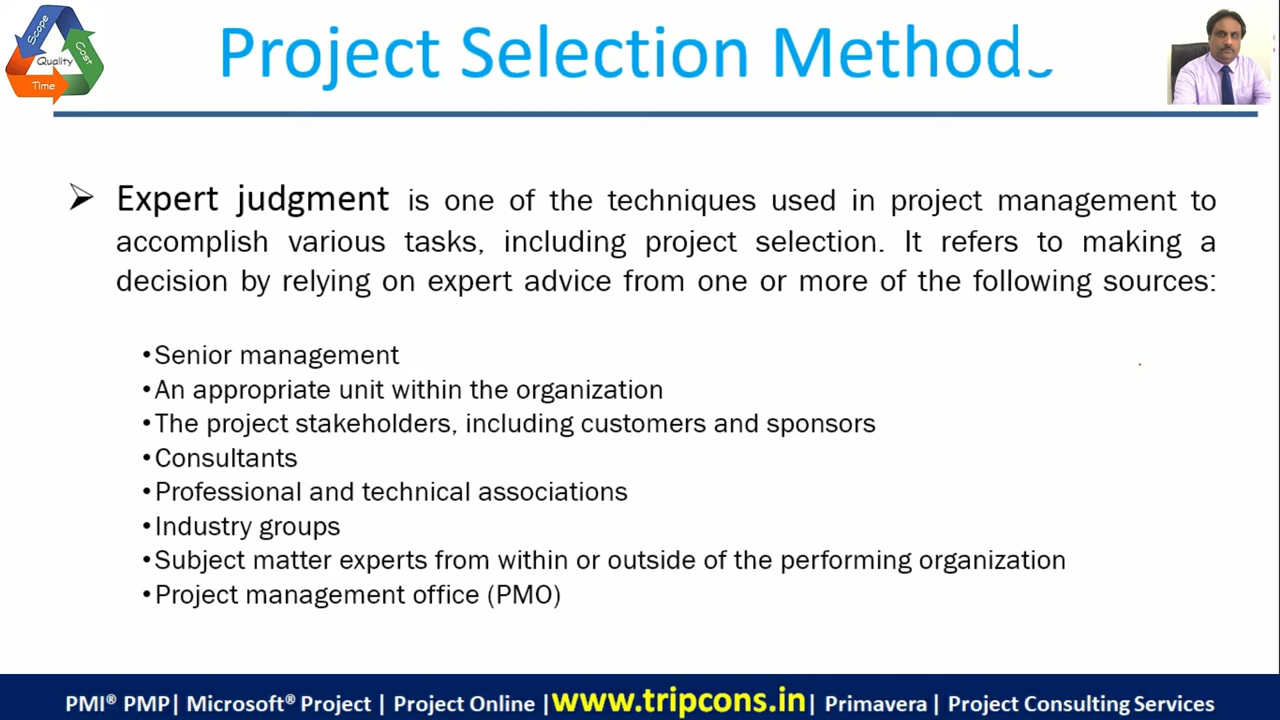 Scope
Cost
Quality
Time
Project Selection Methods
Expert judgment is one of the techniques used in project management to
accomplish various tasks, including project selection. It refers to making a
decision by relying on expert advice from one or more of the following sources:
•Senior management
•An appropriate unit within the organization
•The project stakeholders, including customers and sponsors
•Consultants
•Professional and technical associations
•Industry groups
•Subject matter experts from within or outside of the performing organization
•Project management office (PMO)
PMI® PMP| Microsoft® Project | Project Online |www.tripcons.in| Primavera | Project Consulting Services